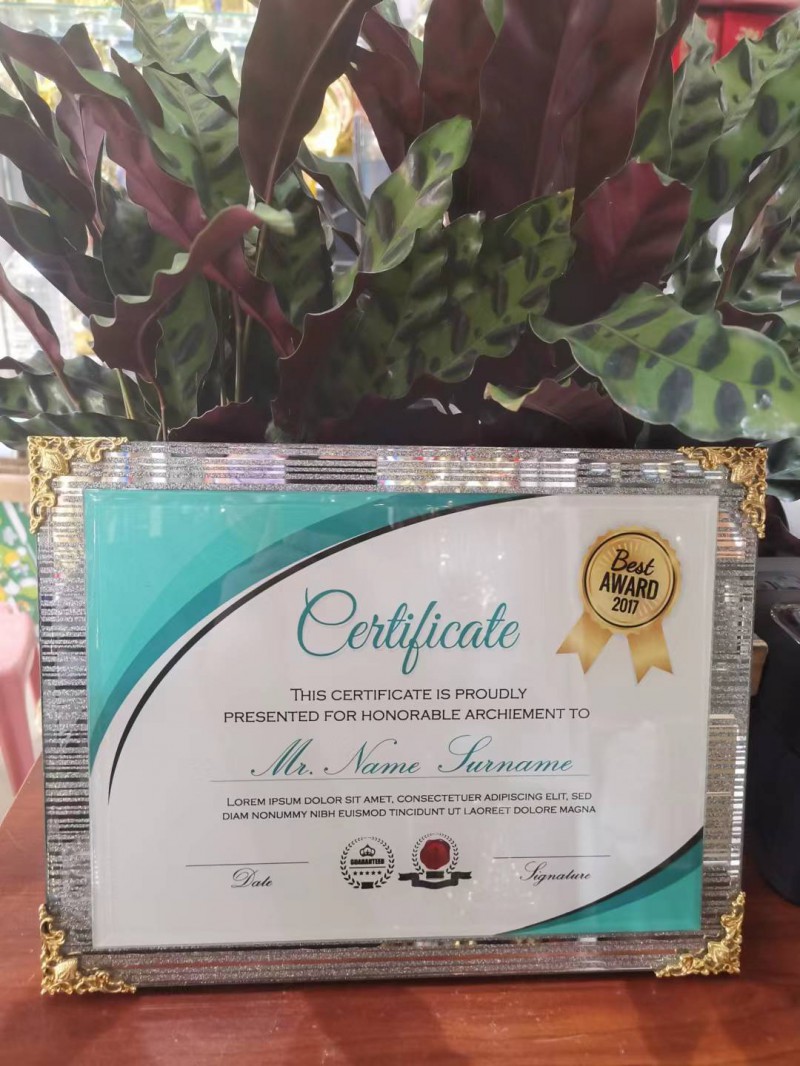 Best
AWARD
2017
Certificate
THIS CERTIFICATE IS PROUDLY
PRESENTED FOR HONORABLE ARCHIEMENT TO
Mr. Name Surname
LOREM IPSUM DOLOR SIT AMET, CONSECTETUER ADIPISCING ELIT, SED
DIAM NONUMMY NIBH EUISMOD TINCIDUNT UT LAOREET DOLORE MAGNA
GUARANTEED
Date
Signature